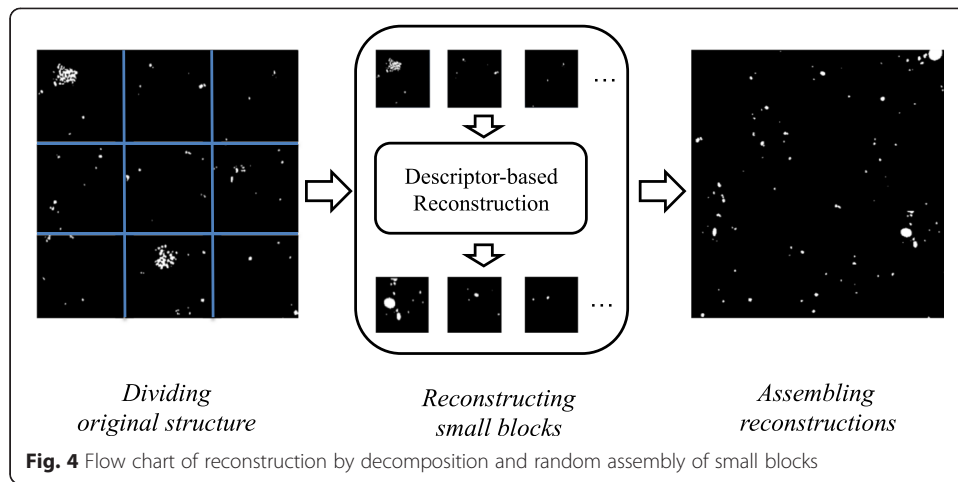 ...
Descriptor-based
Reconstruction
...
Dividing
original structure
Reconstructing
small blocks
Assembling
reconstructions
Fig. 4 Flow chart of reconstruction by decomposition and random assembly of small blocks